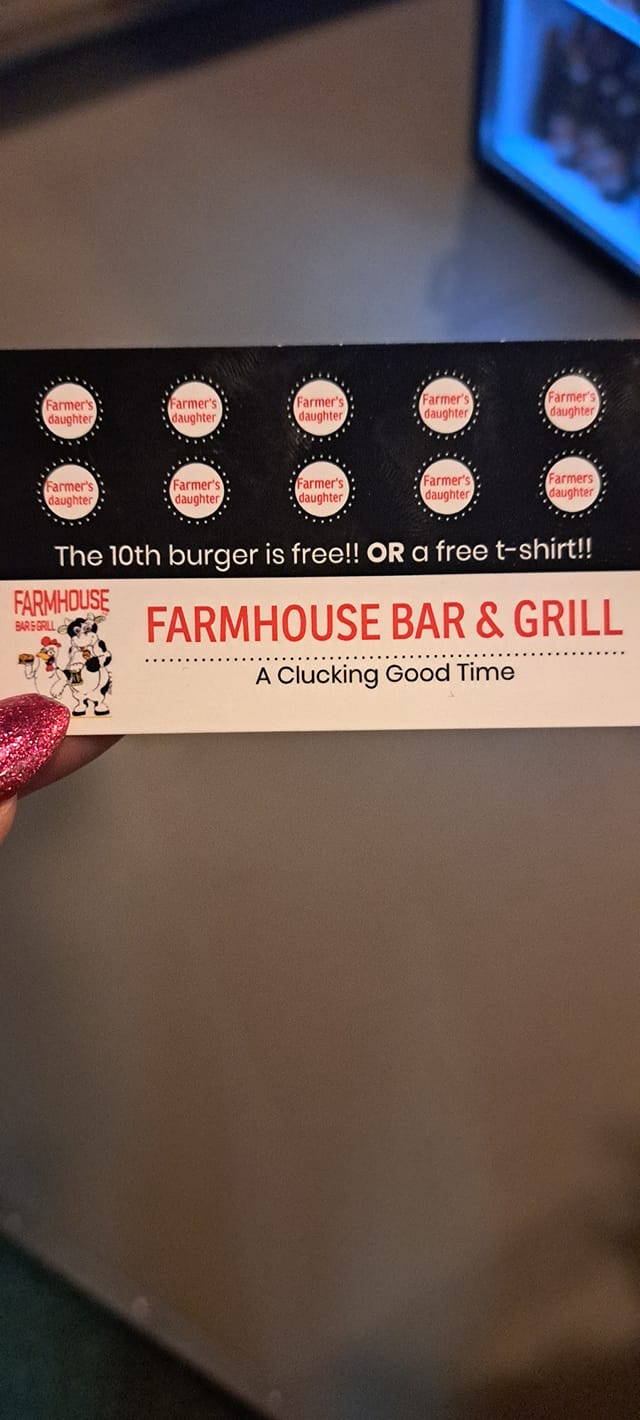 Farmer's daughter
Farmer's daughter
Farmer's daughter
Farmer's daughter
Farmer's daughter
Farmer's daughter
Farmer's daughter
Farmer's daughter
Farmer's daughter
Farmers daughter
The 10th burger is free!! OR a free t-shirt!!
FARMHOUSE
BAR & GRILL
FARMHOUSE BAR & GRILL
A Clucking Good Time